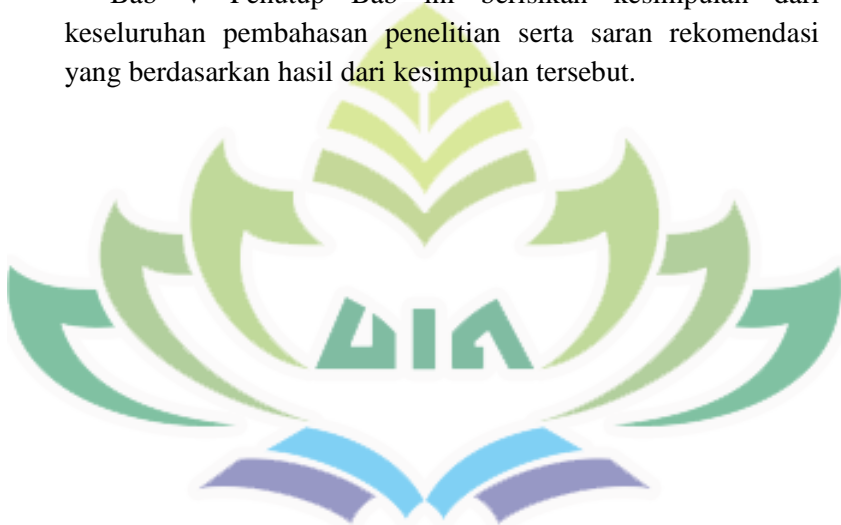 Bab V Penutup Bab ini berisikan kesimpulan dari
keseluruhan pembahasan penelitian serta saran rekomendasi
yang berdasarkan hasil dari kesimpulan tersebut.